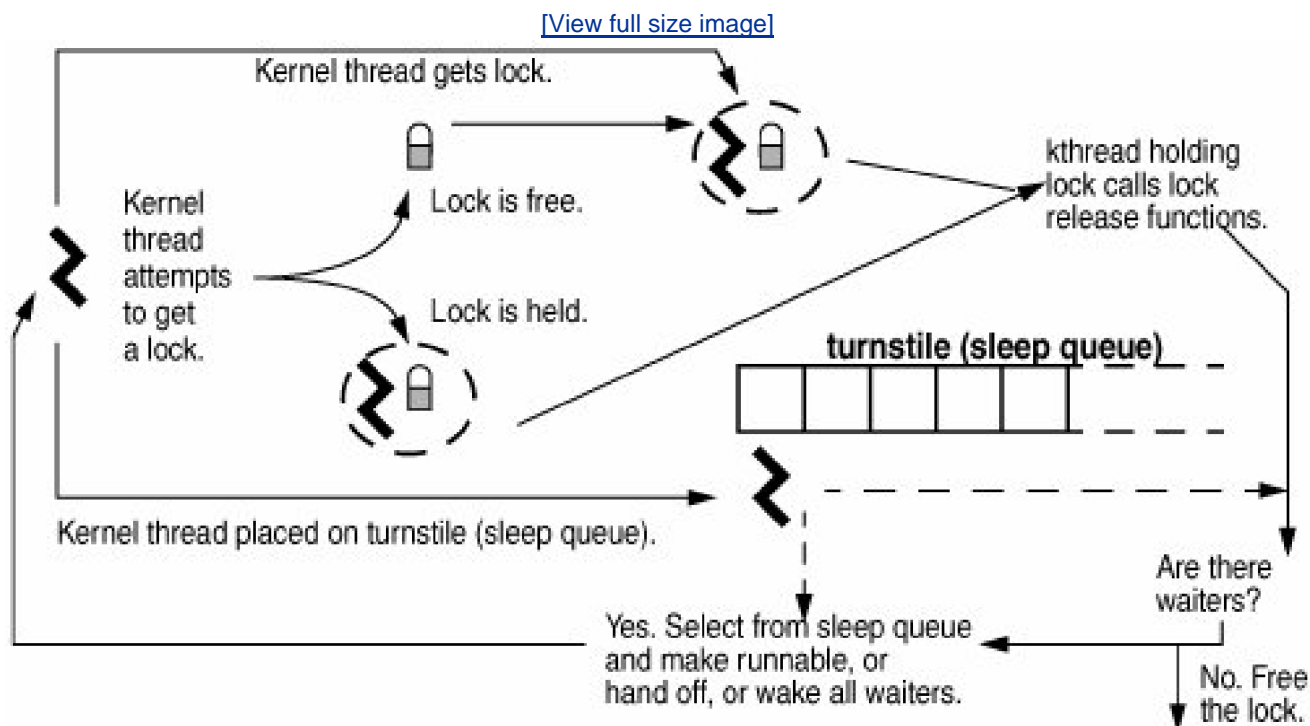 [View full size image]
Kernel thread gets lock.
Kernel
thread
attempts
to get
a lock.
Lock is free.
Lock is held.
kthread holding
lock calls lock
release functions.
turnstile (sleep queue)
Kernel thread placed on turnstile (sleep queue).
Are there
waiters?
Yes. Select from sleep queue
and make runnable, or
hand off, or wake all waiters.
No. Free
the lock.